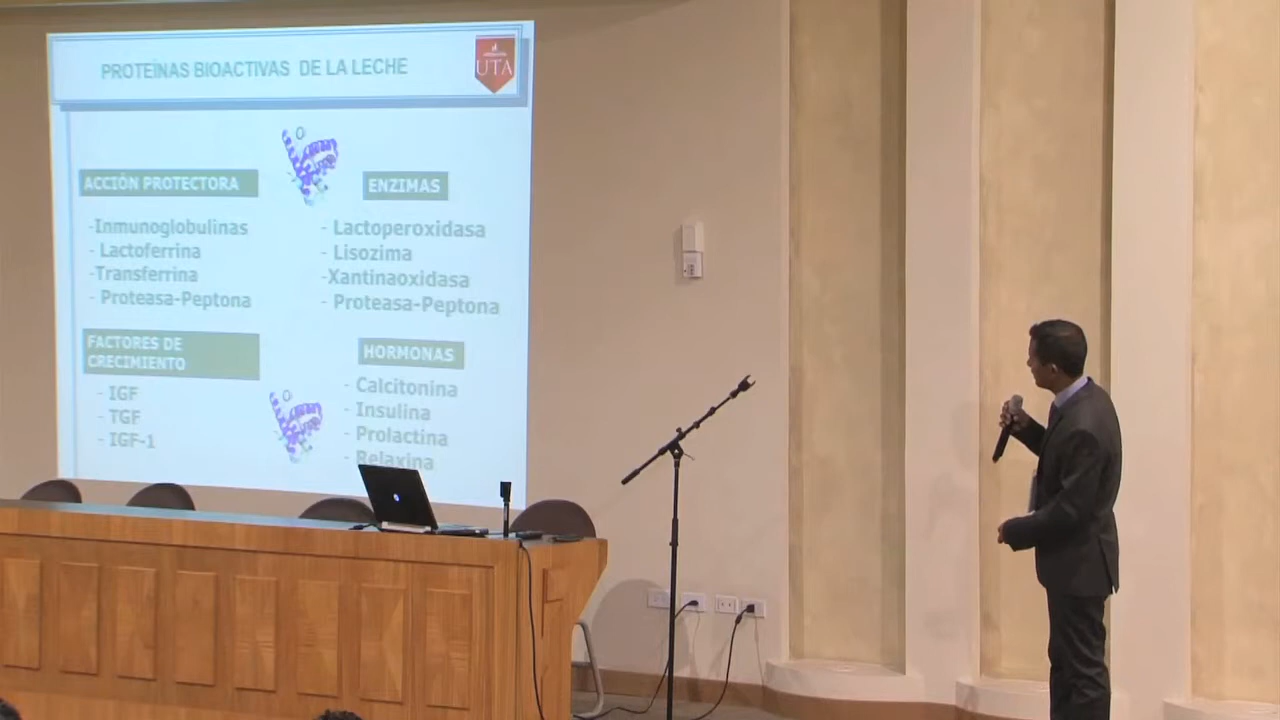 PROTEÍNAS BIOACTIVAS DE LA LECHE
UTA
ACCIÓN PROTECTORA
-Inmunoglobulinas
- Lactoferrina
-Transferrina
- Proteasa-Peptona
ENZIMAS
- Lactoperoxidasa
- Lisozima
-Xantinaoxidasa
- Proteasa-Peptona
FACTORES DE
CRECIMIENTO
- IGF
- TGF
- IGF-1
HORMONAS
- Calcitonina
- Insulina
- Prolactina
- Relaxina